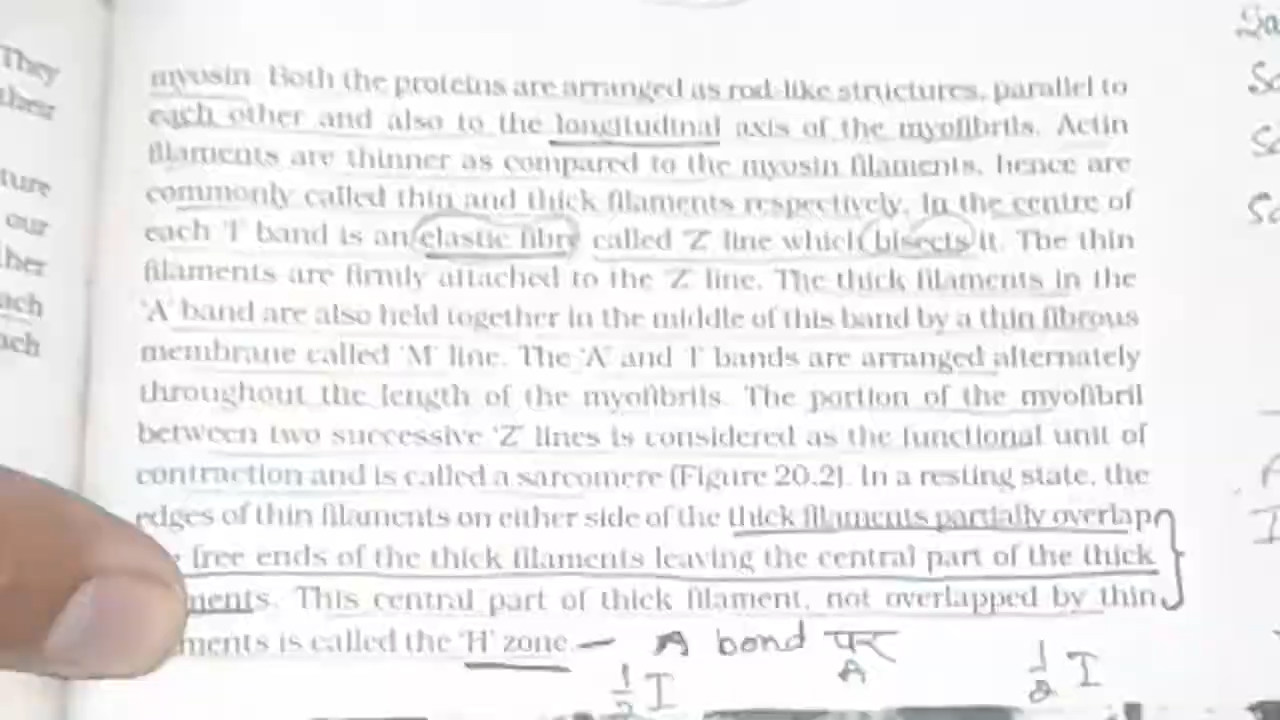 They
their
ture
our
ther
ach
ach
myosin. Both the proteins are arranged as rod-like structures, parallel to
each other and also to the longitudinal axis of the myofibrils. Actin
filaments are thinner as compared to the myosin filaments, hence are
commonly called thin and thick filaments respectively. In the centre of
each 'I' band is an elastic fibre called 'Z' line which bisects it. The thin
filaments are firmly attached to the 'Z' line. The thick filaments in the
'A' band are also held together in the middle of this band by a thin fibrous
membrane called 'M' line. The 'A' and 'I' bands are arranged alternately
throughout the length of the myofibrils. The portion of the myofibril
between two successive 'Z' lines is considered as the functional unit of
contraction and is called a sarcomere (Figure 20.2). In a resting state, the
edges of thin filaments on either side of the thick filaments partially overlap
free ends of the thick filaments leaving the central part of the thick
ments. This central part of thick filament, not overlapped by thin
ments is called the 'H' zone. — A bond पर
A
1/2 I
1/2 I